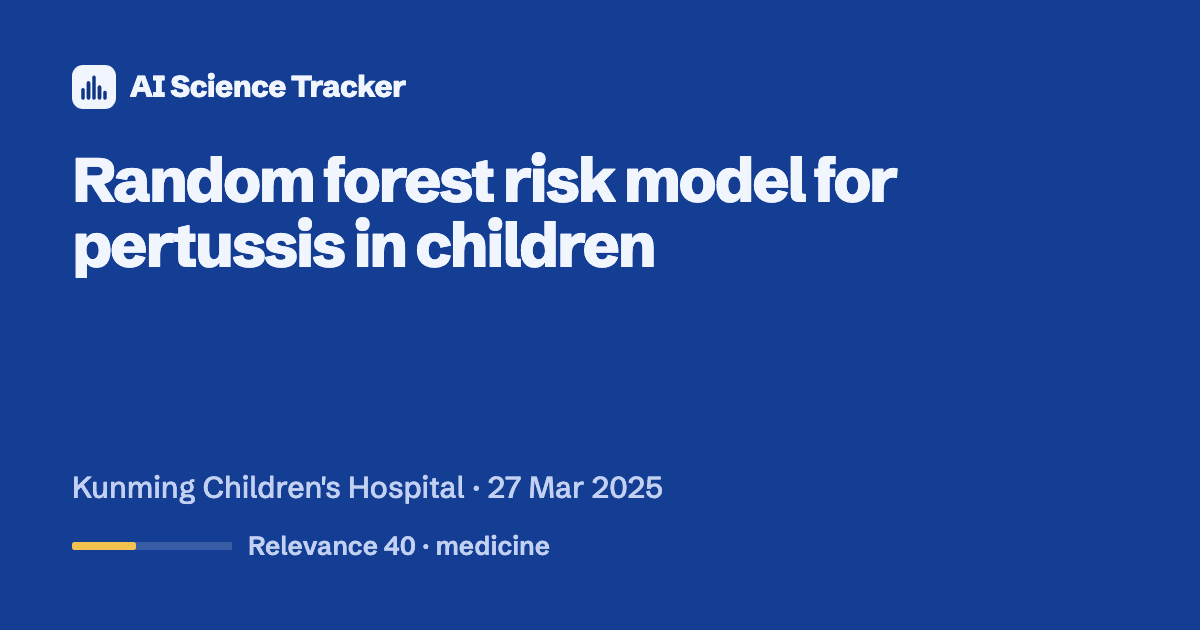 AI Science Tracker
Random forest risk model for
pertussis in children
Kunming Children's Hospital · 27 Mar 2025
Relevance 40 · medicine